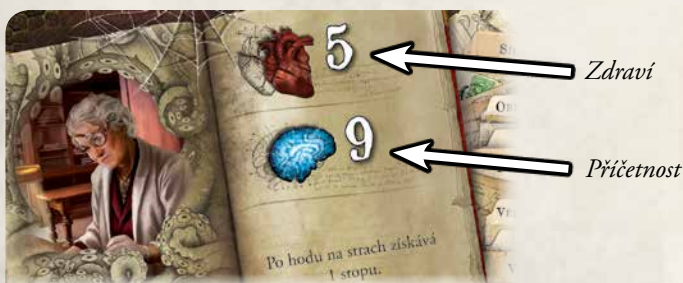 5
Zdraví
9
Příčetnost
Po hodu na strach získává
1 stopu.